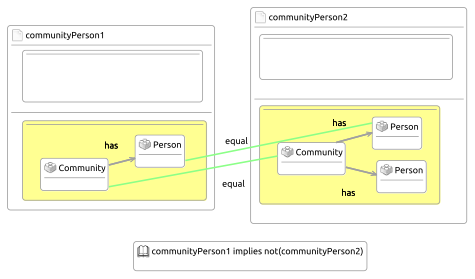 communityPerson1
communityPerson2
has
Person
Community
equal
equal
has
Person
Community
Person
has
communityPerson1 implies not(communityPerson2)